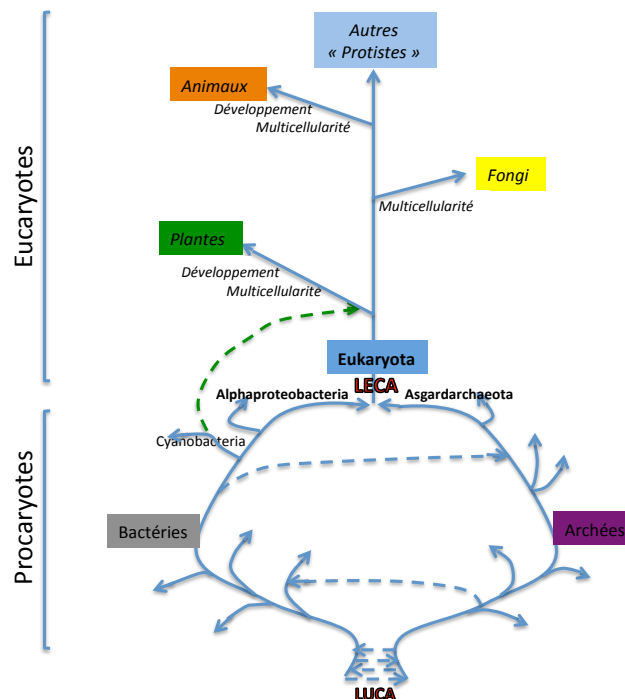 Autres
« Protistes »
Animaux
Développement
Multicellularité
Fongi
Multicellularité
Plantes
Développement
Multicellularité
Eucaryotes
Eukaryota
LECA
Alphaproteobacteria
Asgardarchaeota
Cyanobacteria
Procaryotes
Bactéries
Archées
LUCA